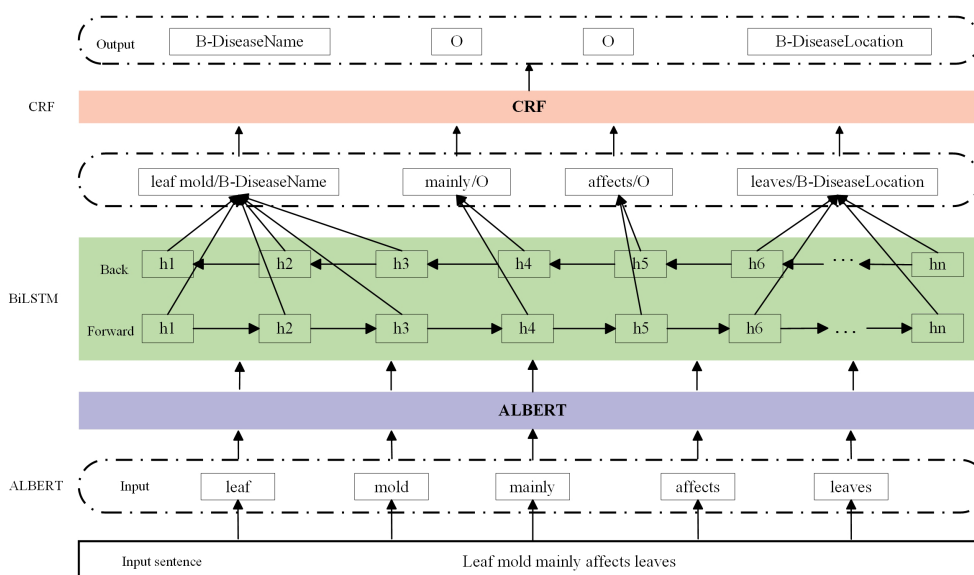 Output B-DiseaseName O O B-DiseaseLocation
CRF CRF
leaf mold/B-DiseaseName mainly/O affects/O leaves/B-DiseaseLocation
Back h1 h2 h3 h4 h5 h6 ... hn
BiLSTM
Forward h1 h2 h3 h4 h5 h6 ... hn
ALBERT
ALBERT Input leaf mold mainly affects leaves
Input sentence Leaf mold mainly affects leaves